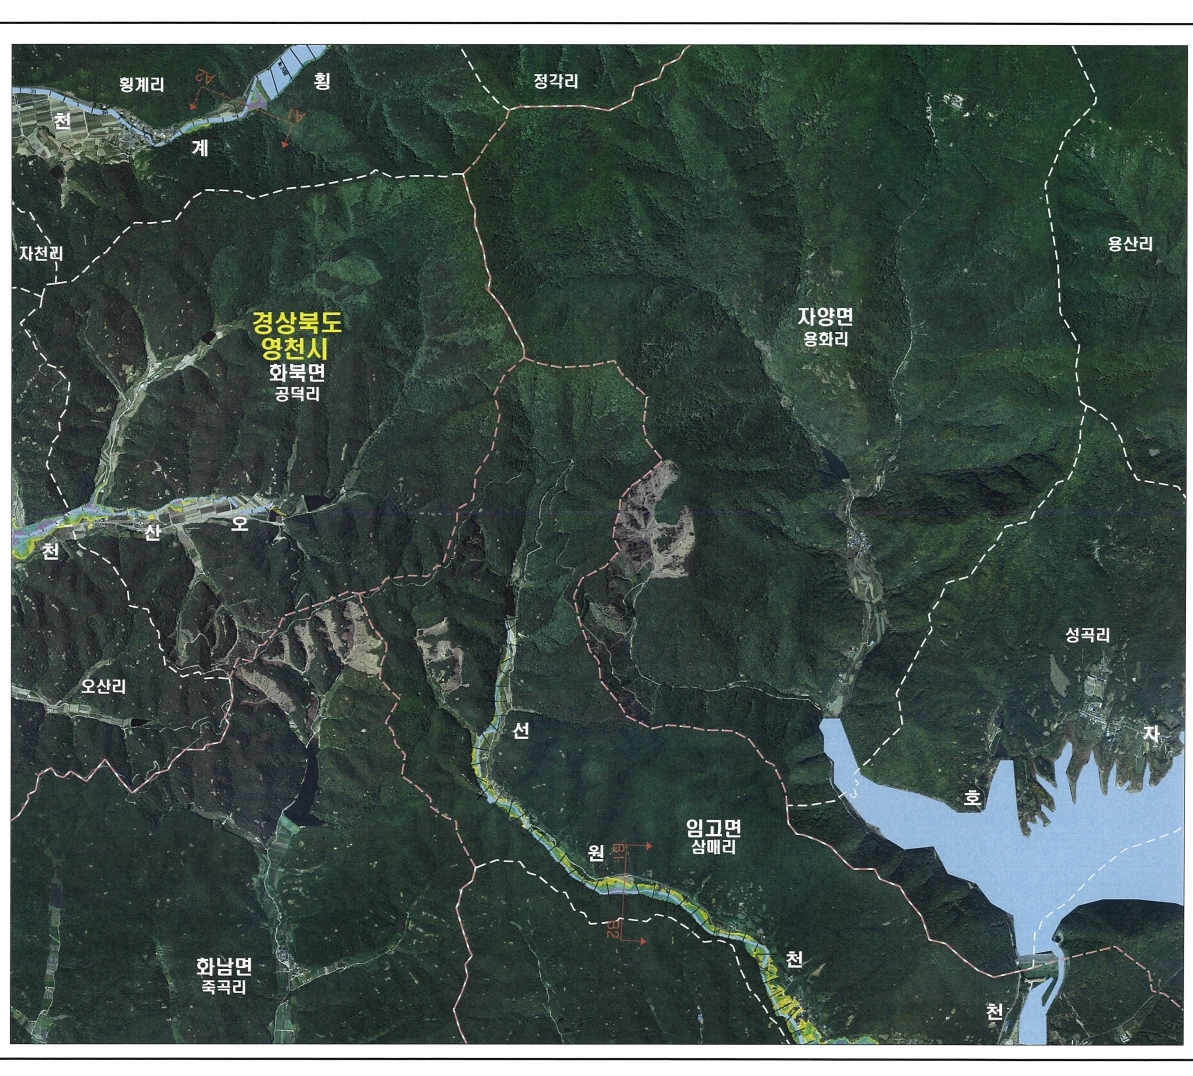 횡계리
A2
횡
정각리
A1
천
계
자천리
용산리
경상북도
영천시
화북면
공덕리
자양면
용화리
오
산
천
성곡리
오산리
선
자
호
임고면
삼매리
원
B1
B2
화남면
죽곡리
천
천